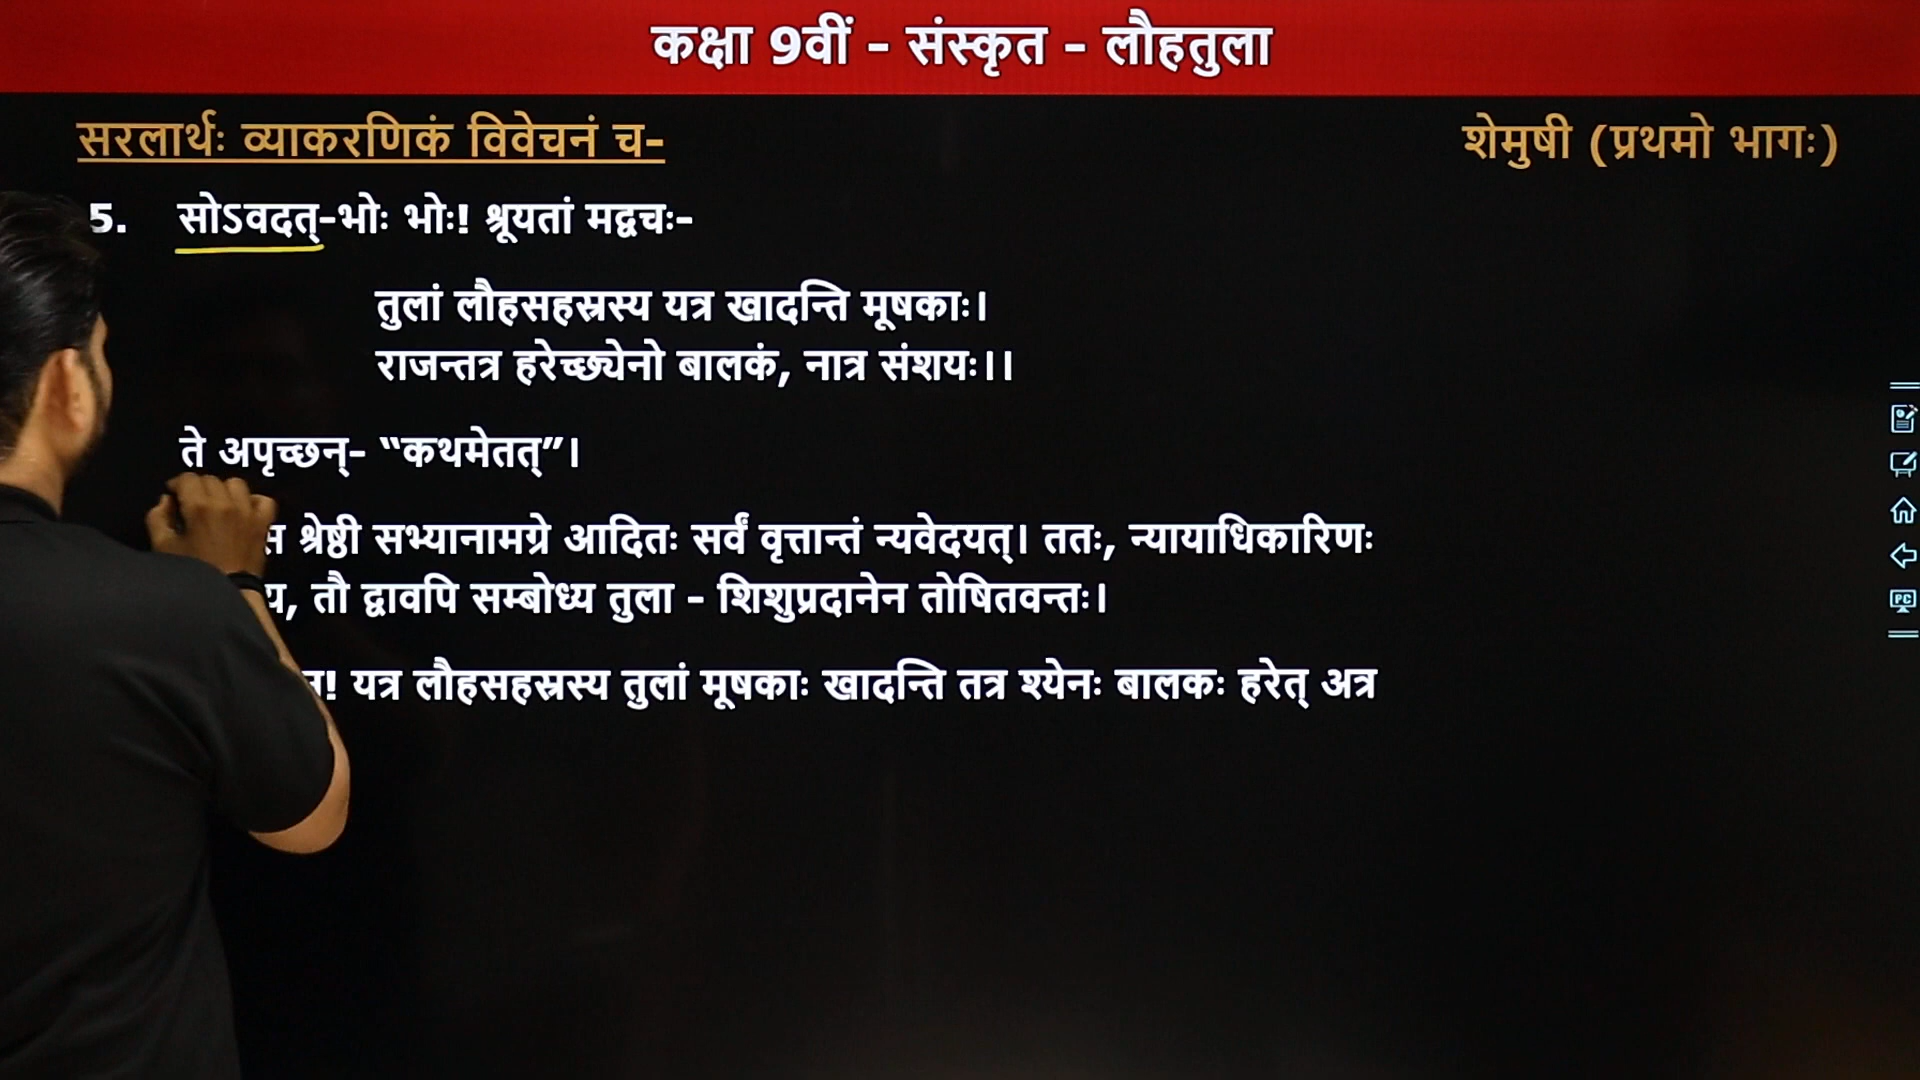 कक्षा 9वीं - संस्कृत - लौहतुला
सरलार्थः व्याकरणिकं विवेचनं च-
शेमुषी (प्रथमो भागः)
5. सोऽवदत्-भोः भोः! श्रूयतां मद्वचः-
तुलां लौहसहस्रस्य यत्र खादन्ति मूषकाः।
राजन्तत्र हरेच्छ्येनो बालकं, नात्र संशयः।।
ते अपृच्छन्- “कथमेतत्”।
स श्रेष्ठी सभ्यानामग्रे आदितः सर्वं वृत्तान्तं न्यवेदयत्। ततः, न्यायाधिकारिणः
तौ द्वावपि सम्बोध्य तुला - शिशुप्रदानेन तोषितवन्तः।
यत्र लौहसहस्रस्य तुलां मूषकाः खादन्ति तत्र श्येनः बालकः हरेत् अत्र
PC